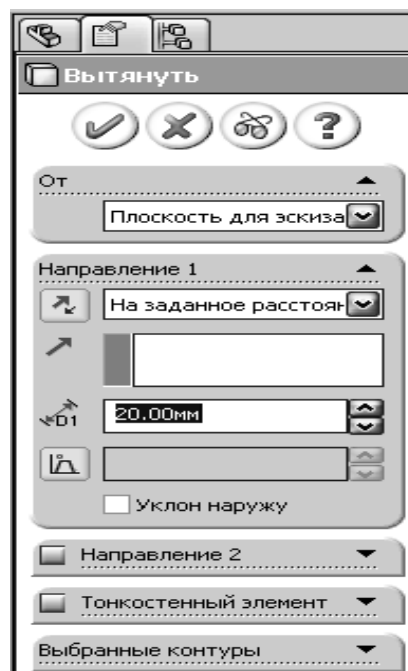 Вытянуть
?
От
Плоскость для эскиза
Направление 1
На заданное расстоян
D1
20.00мм
Уклон наружу
Направление 2
Тонкостенный элемент
Выбранные контуры